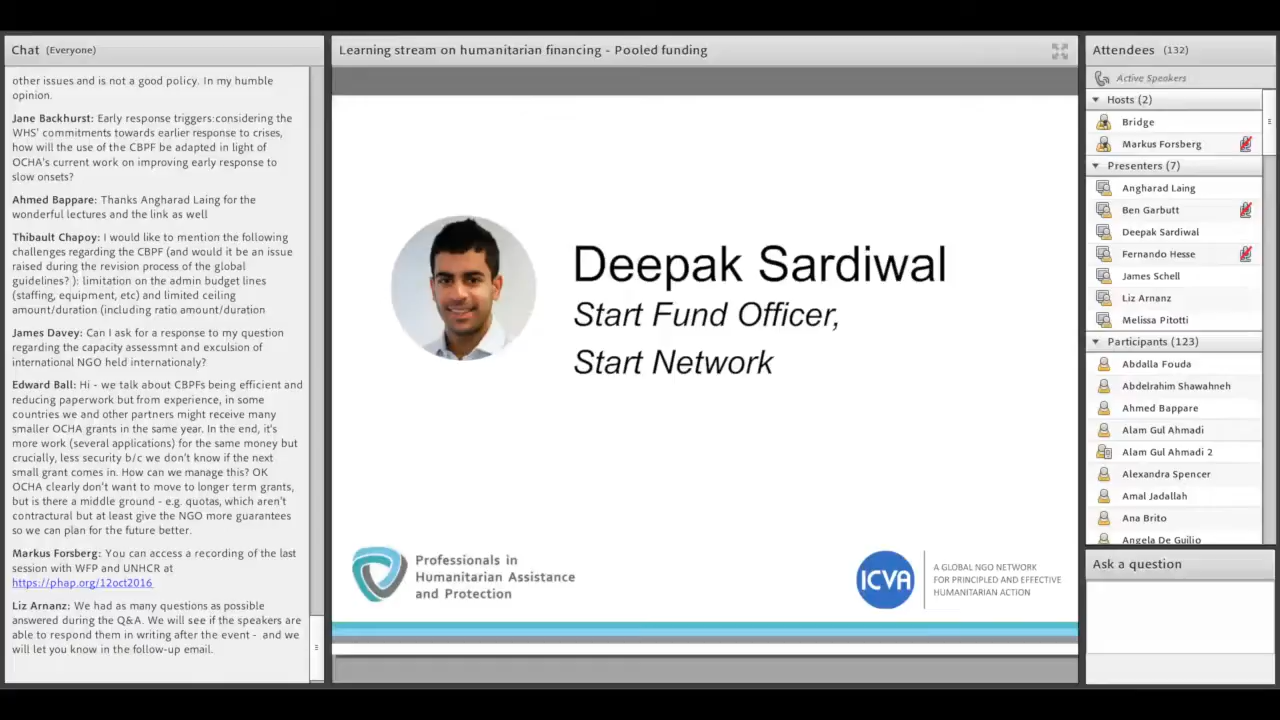 Chat (Everyone)
other issues and is not a good policy. In my humble
opinion.
Jane Backhurst: Early response triggers:considering the
WHS' commitments towards earlier response to crises,
how will the use of the CBPF be adapted in light of
OCHA's current work on improving early response to
slow onsets?
Ahmed Bappare: Thanks Angharad Laing for the
wonderful lectures and the link as well
Thibault Chapoy: I would like to mention the following
challenges regarding the CBPF (and would it be an issue
raised during the revision process of the global
guidelines? ): limitation on the admin budget lines
(staffing, equipment, etc) and limited ceiling
amount/duration (including ratio amount/duration
James Davey: Can I ask for a response to my question
regarding the capacity assessmnt and exculsion of
international NGO held internationaly?
Edward Ball: Hi - we talk about CBPFs being efficient and
reducing paperwork but from experience, in some
countries we and other partners might receive many
smaller OCHA grants in the same year. In the end, it's
more work (several applications) for the same money but
crucially, less security b/c we don't know if the next
small grant comes in. How can we manage this? OK
OCHA clearly don't want to move to longer term grants,
but is there a middle ground - e.g. quotas, which aren't
contractural but at least give the NGO more guarantees
so we can plan for the future better.
Markus Forsberg: You can access a recording of the last
session with WFP and UNHCR at
https://phap.org/12oct2016
Liz Arnanz: We had as many questions as possible
answered during the Q&A. We will see if the speakers are
able to respond them in writing after the event - and we
will let you know in the follow-up email.
Learning stream on humanitarian financing - Pooled funding
Deepak Sardiwal
Start Fund Officer,
Start Network
Professionals in
Humanitarian Assistance
and Protection
ICVA
A GLOBAL NGO NETWORK
FOR PRINCIPLED AND EFFECTIVE
HUMANITARIAN ACTION
Attendees (132)
Active Speakers
Hosts (2)
Bridge
Markus Forsberg
Presenters (7)
Angharad Laing
Ben Garbutt
Deepak Sardiwal
Fernando Hesse
James Schell
Liz Arnanz
Melissa Pitotti
Participants (123)
Abdalla Fouda
Abdelrahim Shawahneh
Ahmed Bappare
Alam Gul Ahmadi
Alam Gul Ahmadi 2
Alexandra Spencer
Amal Jadallah
Ana Brito
Angela De Guilio
Ask a question